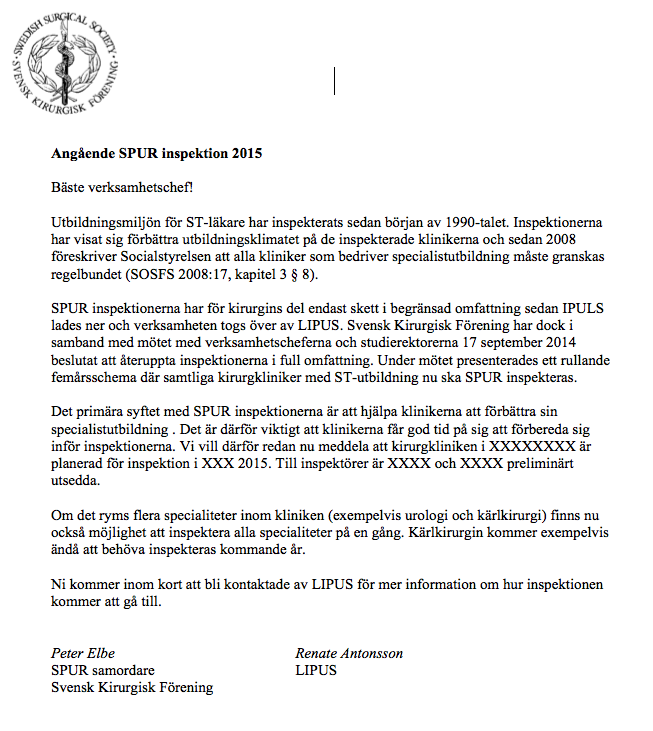 SWEDISH SURGICAL SOCIETY
SVENSK KIRURGISK FÖRENING
Angående SPUR inspektion 2015
Bäste verksamhetschef!
Utbildningsmiljön för ST-läkare har inspekterats sedan början av 1990-talet. Inspektionerna
har visat sig förbättra utbildningsklimatet på de inspekterade klinikerna och sedan 2008
föreskriver Socialstyrelsen att alla kliniker som bedriver specialistutbildning måste granskas
regelbundet (SOSFS 2008:17, kapitel 3 § 8).
SPUR inspektionerna har för kirurgins del endast skett i begränsad omfattning sedan IPULS
lades ner och verksamheten togs över av LIPUS. Svensk Kirurgisk Förening har dock i
samband med mötet med verksamhetscheferna och studierektorerna 17 september 2014
beslutat att återuppta inspektionerna i full omfattning. Under mötet presenterades ett rullande
femårsschema där samtliga kirurgkliniker med ST-utbildning nu ska SPUR inspekteras.
Det primära syftet med SPUR inspektionerna är att hjälpa klinikerna att förbättra sin
specialistutbildning . Det är därför viktigt att klinikerna får god tid på sig att förbereda sig
inför inspektionerna. Vi vill därför redan nu meddela att kirurgkliniken i XXXXXXXX är
planerad för inspektion i XXX 2015. Till inspektörer är XXXX och XXXX preliminärt
utsedda.
Om det ryms flera specialiteter inom kliniken (exempelvis urologi och kärlkirurgi) finns nu
också möjlighet att inspektera alla specialiteter på en gång. Kärlkirurgin kommer exempelvis
ändå att behöva inspekteras kommande år.
Ni kommer inom kort att bli kontaktade av LIPUS för mer information om hur inspektionen
kommer att gå till.
Peter Elbe
SPUR samordare
Svensk Kirurgisk Förening
Renate Antonsson
LIPUS